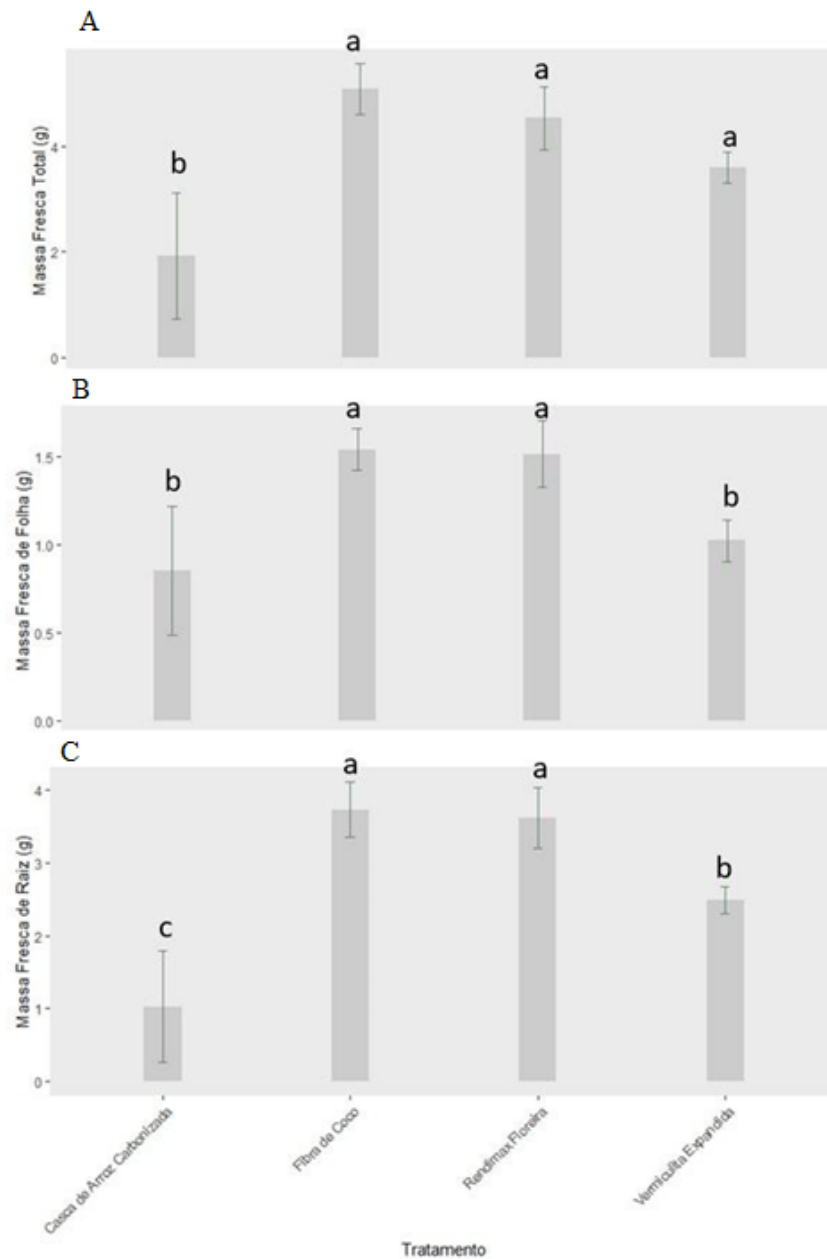 A
Massa Fresca Total (g)
4
2
0
b
a
a
a
B
Massa Fresca de Folha (g)
1.5
1.0
0.5
0.0
b
a
a
b
C
Massa Fresca de Raiz (g)
4
3
2
1
0
c
a
a
b
Casca de Arroz Carbonizada
Fibra de Coco
Rendimax Floreira
Vermiculita Expandida
Tratamento